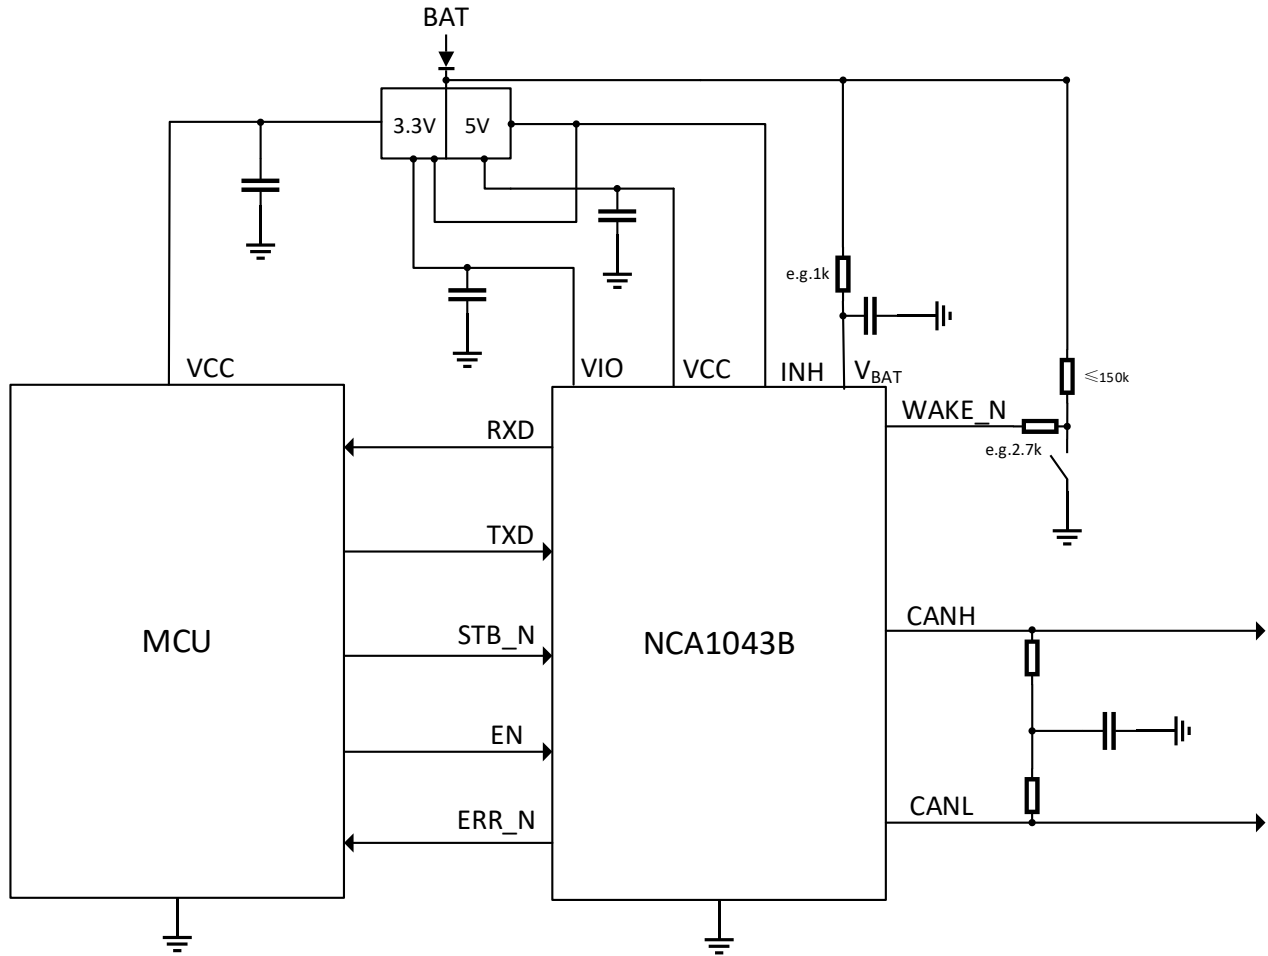 BAT
3.3V
5V
e.g.1k
VCC
VIO
VCC
INH
VBAT
≤150k
WAKE_N
e.g.2.7k
RXD
TXD
STB_N
EN
ERR_N
MCU
NCA1043B
CANH
CANL